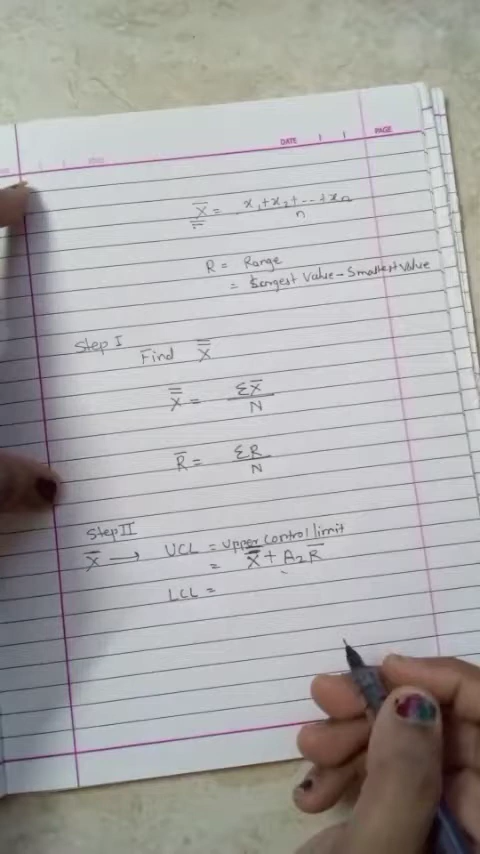 DATE PAGE
X̄ = x₁+x₂+---+xₙ
n
R = Range
= Largest Value - Smallest Value
Step I
Find X̿
X̿ = ΣX̄
N
R̄ = ΣR
N
Step II
X̄ → UCL = Upper control limit
= X̿ + A₂R̄
LCL =